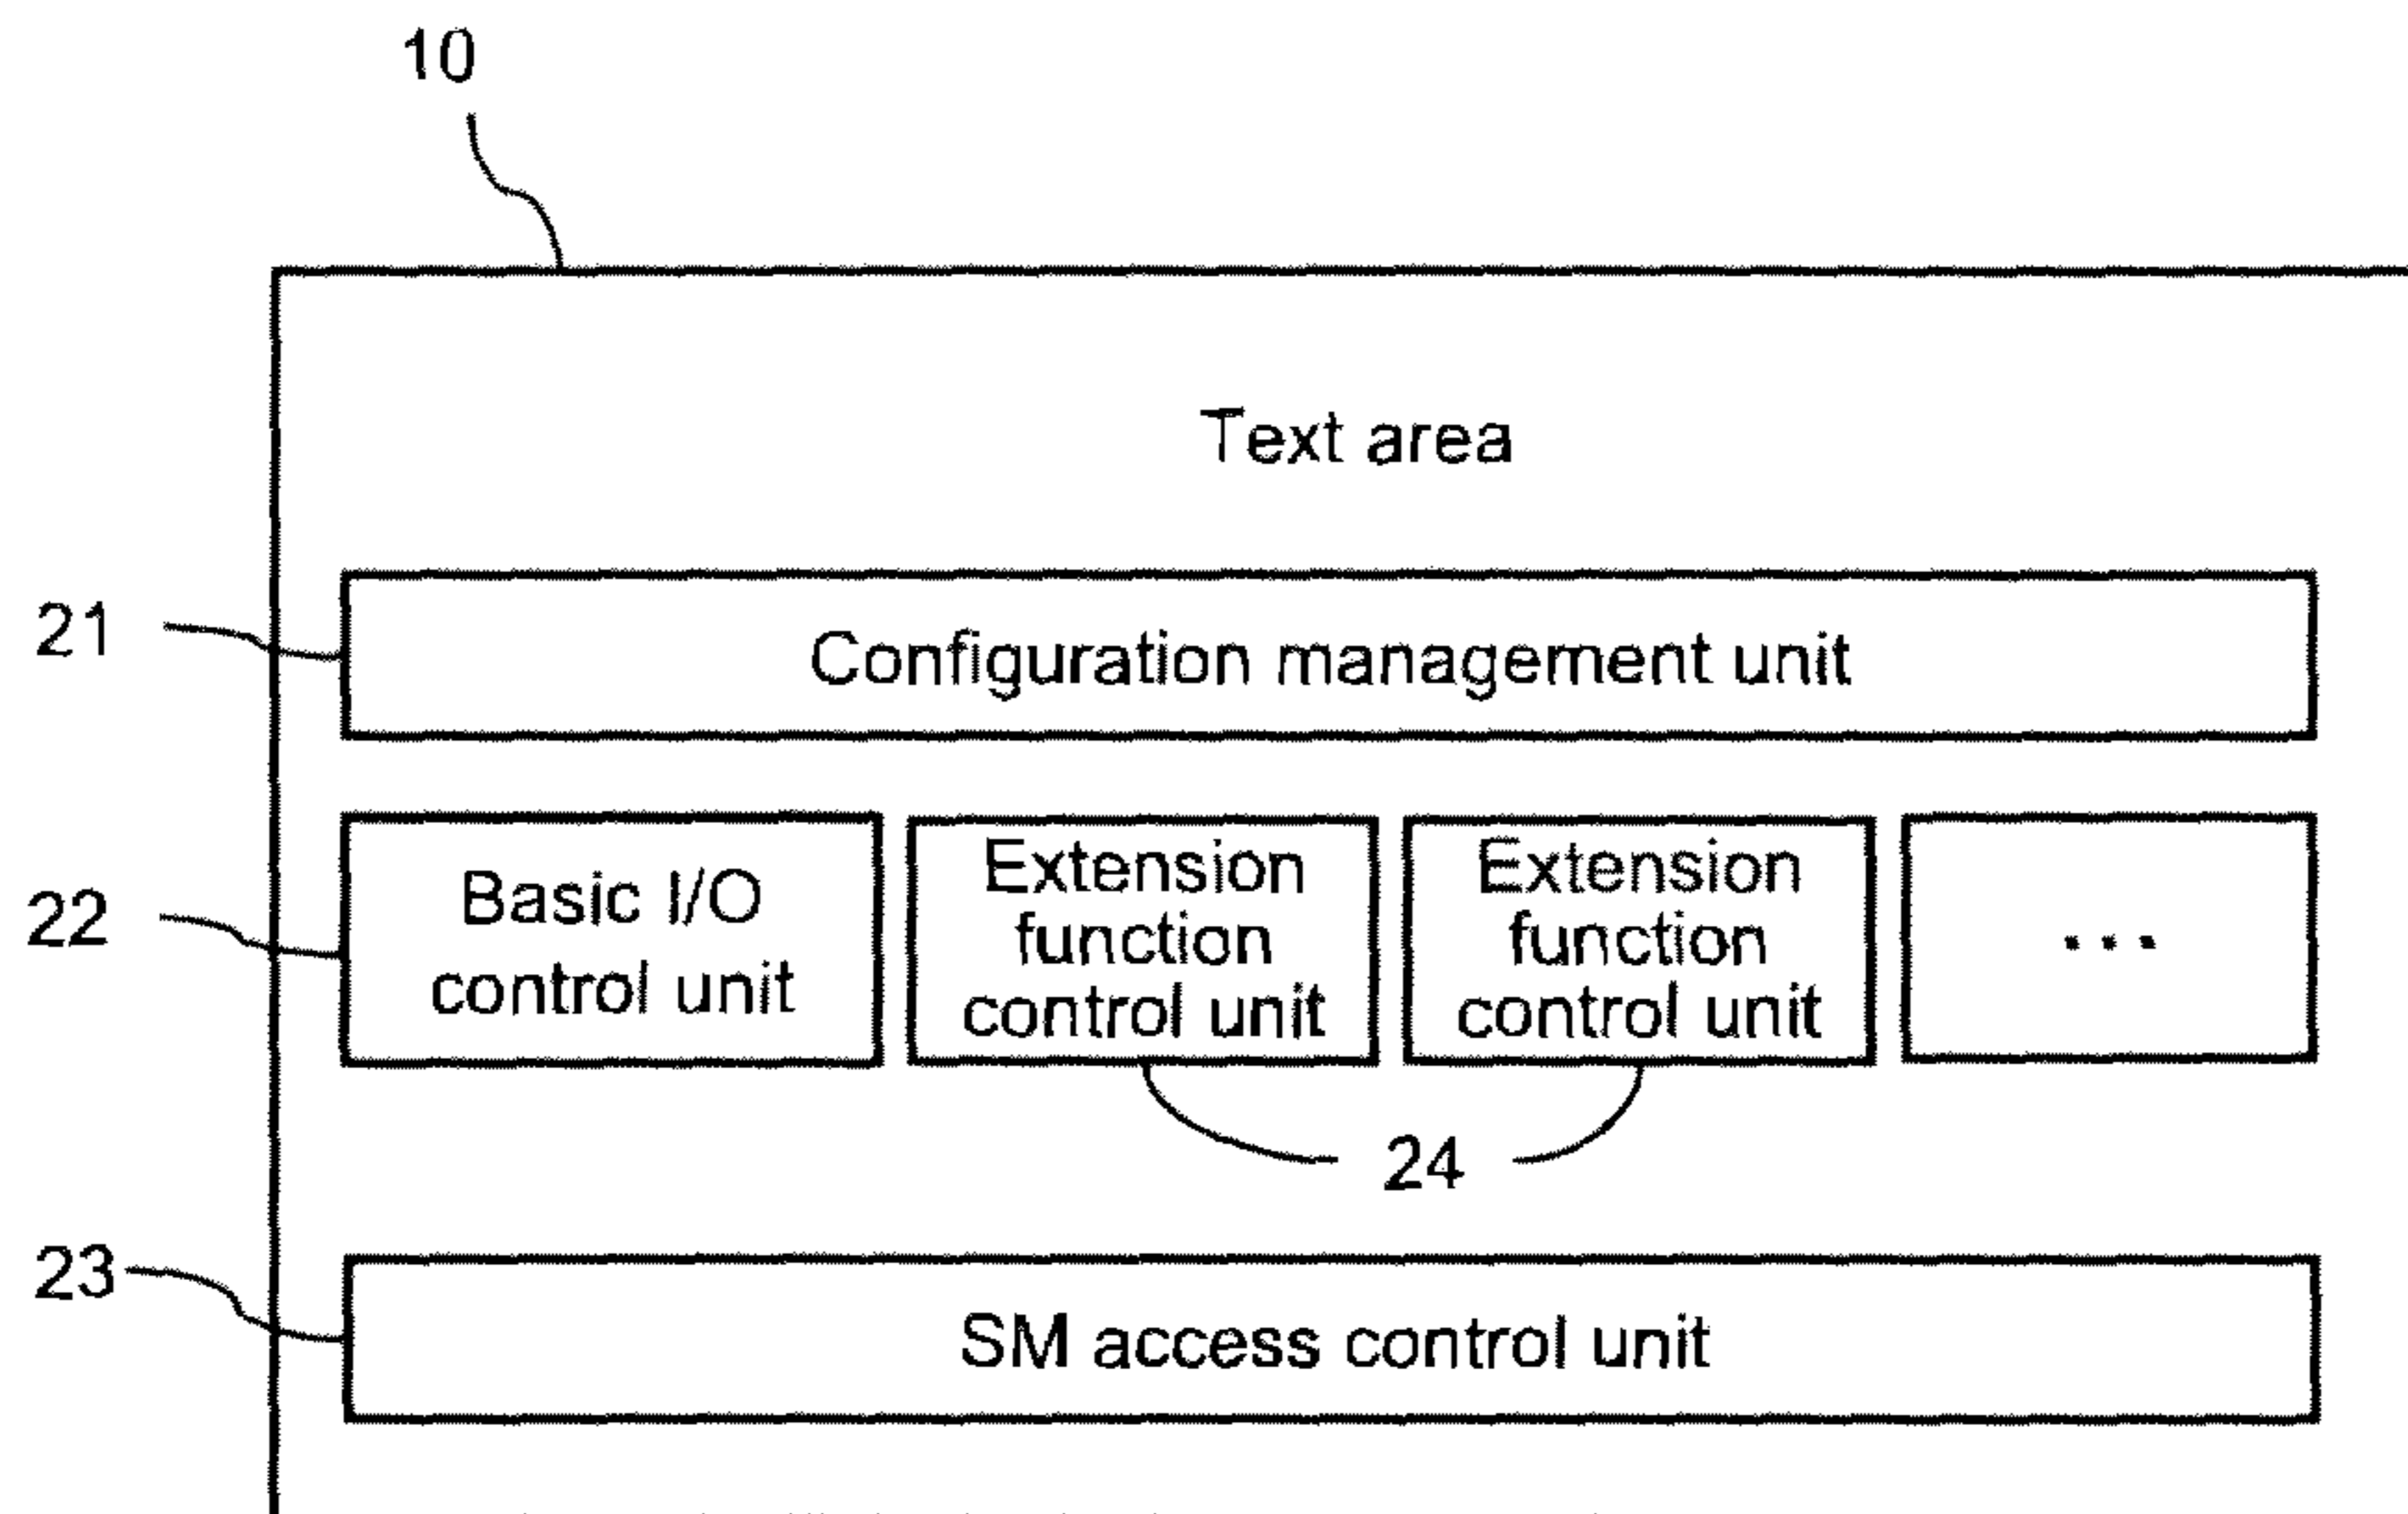 10
Text area
21
Configuration management unit
22
Basic I/O
control unit
Extension
function
control unit
Extension
function
control unit
...
24
23
SM access control unit